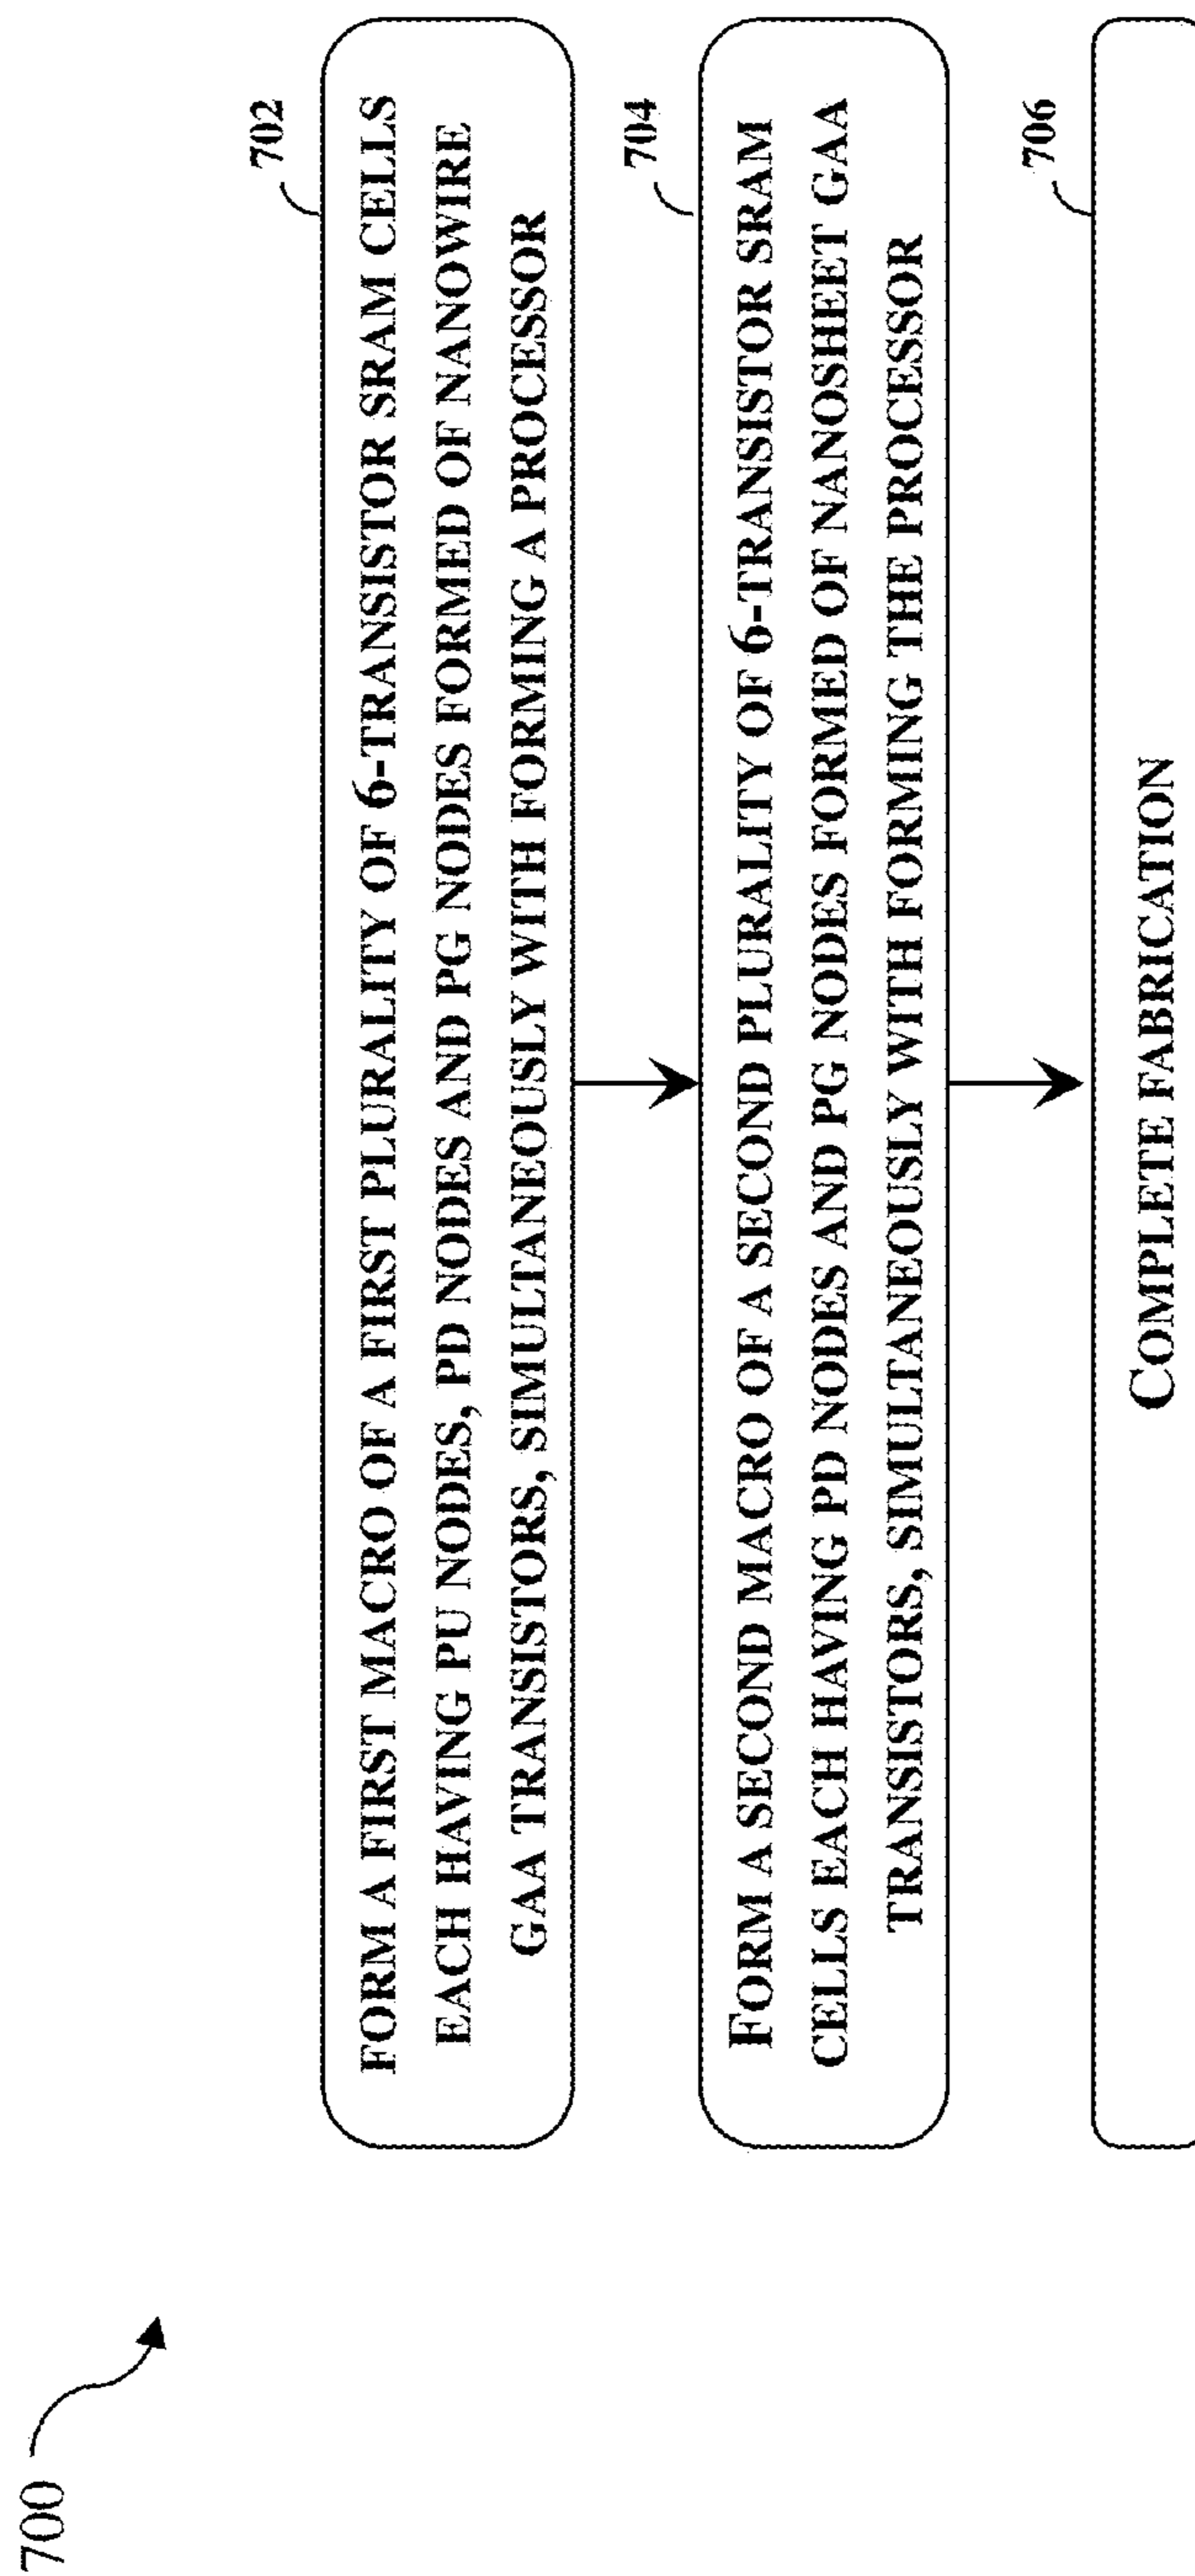 700
702
FORM A FIRST MACRO OF A FIRST PLURALITY OF 6-TRANSISTOR SRAM CELLS
EACH HAVING PU NODES, PD NODES AND PG NODES FORMED OF NANOWIRE
GAA TRANSISTORS, SIMULTANEOUSLY WITH FORMING A PROCESSOR
704
FORM A SECOND MACRO OF A SECOND PLURALITY OF 6-TRANSISTOR SRAM
CELLS EACH HAVING PD NODES AND PG NODES FORMED OF NANOSHEET GAA
TRANSISTORS, SIMULTANEOUSLY WITH FORMING THE PROCESSOR
706
COMPLETE FABRICATION